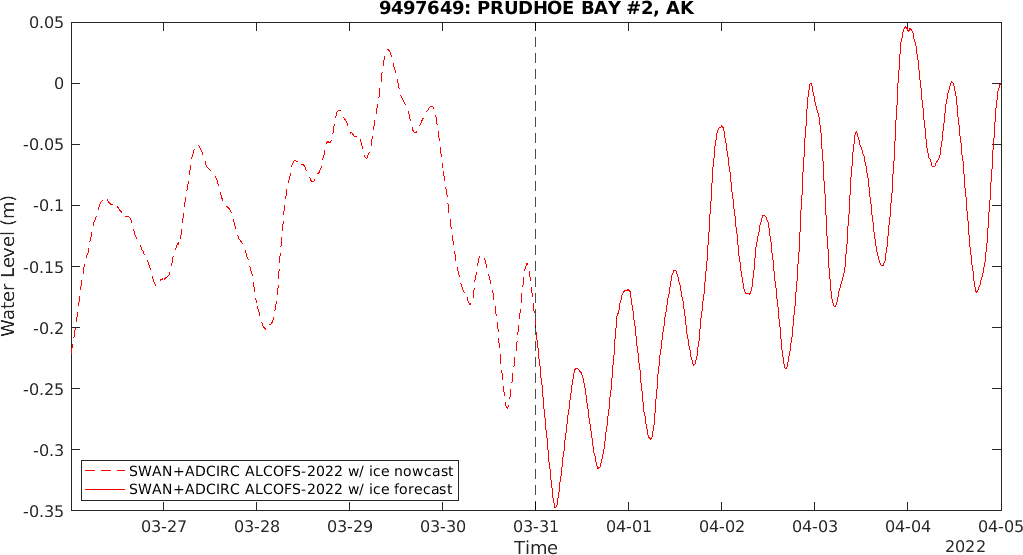 9497649: PRUDHOE BAY #2, AK
0.05
0
-0.05
-0.1
-0.15
-0.2
-0.25
-0.3
-0.35
Water Level (m)
SWAN+ADCIRC ALCOFS-2022 w/ ice nowcast
SWAN+ADCIRC ALCOFS-2022 w/ ice forecast
03-27 03-28 03-29 03-30 03-31 04-01 04-02 04-03 04-04 04-05
Time
2022